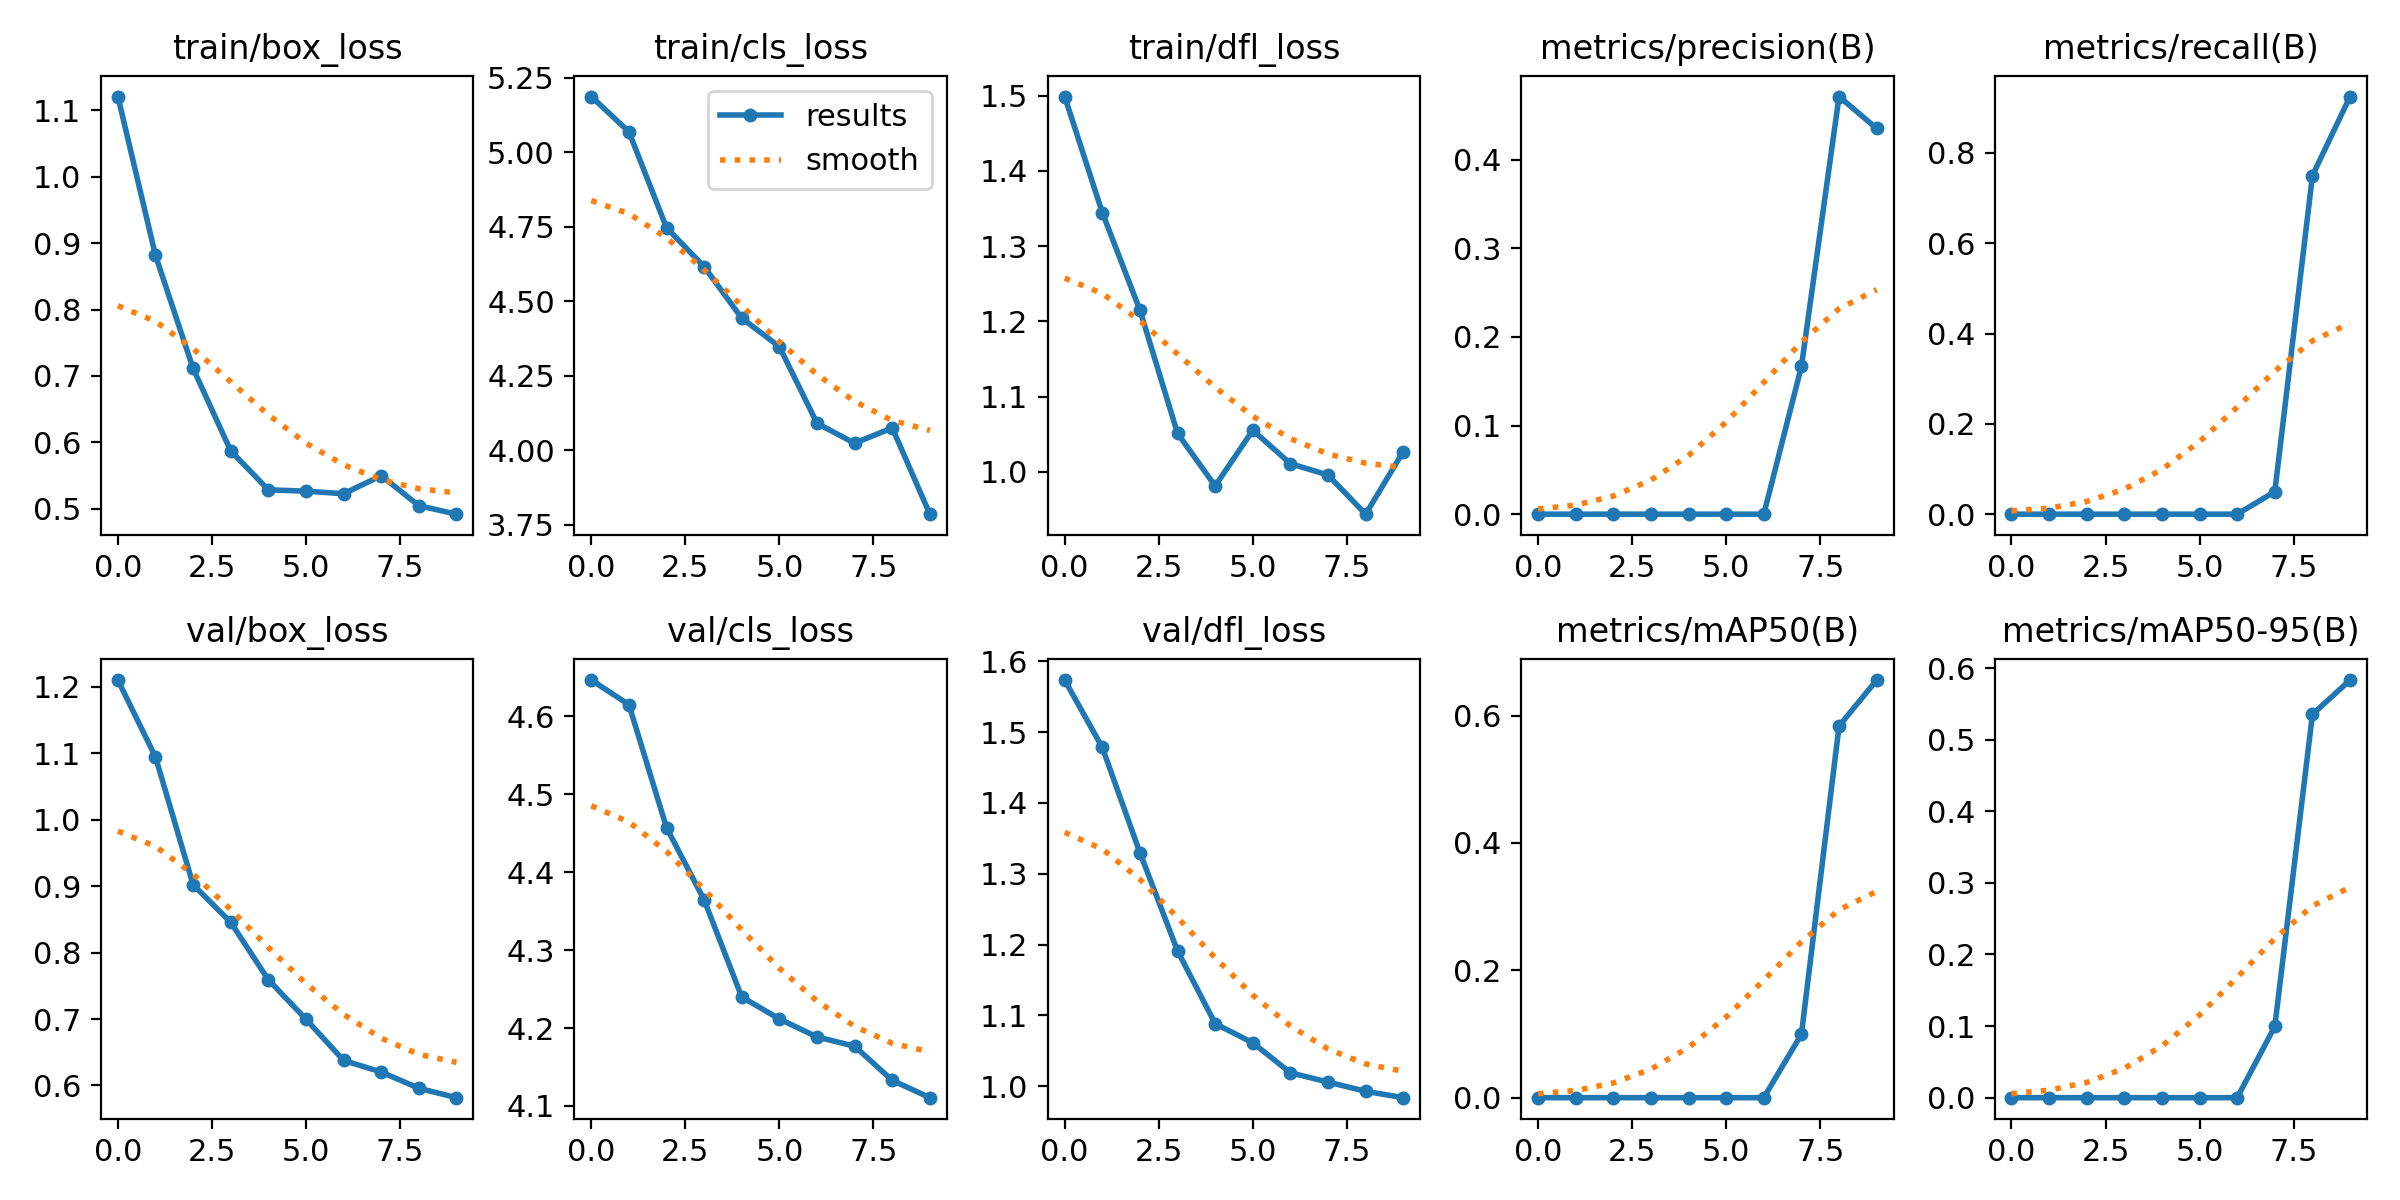 train/box_loss
train/cls_loss
train/dfl_loss
metrics/precision(B)
metrics/recall(B)
1.1
1.0
0.9
0.8
0.7
0.6
0.5
0.0 2.5 5.0 7.5
5.25
5.00
4.75
4.50
4.25
4.00
3.75
results
smooth
0.0 2.5 5.0 7.5
1.5
1.4
1.3
1.2
1.1
1.0
0.0 2.5 5.0 7.5
0.4
0.3
0.2
0.1
0.0
0.0 2.5 5.0 7.5
0.8
0.6
0.4
0.2
0.0
0.0 2.5 5.0 7.5
val/box_loss
val/cls_loss
val/dfl_loss
metrics/mAP50(B)
metrics/mAP50-95(B)
1.2
1.1
1.0
0.9
0.8
0.7
0.6
0.0 2.5 5.0 7.5
4.6
4.5
4.4
4.3
4.2
4.1
0.0 2.5 5.0 7.5
1.6
1.5
1.4
1.3
1.2
1.1
1.0
0.0 2.5 5.0 7.5
0.6
0.4
0.2
0.0
0.0 2.5 5.0 7.5
0.6
0.5
0.4
0.3
0.2
0.1
0.0
0.0 2.5 5.0 7.5